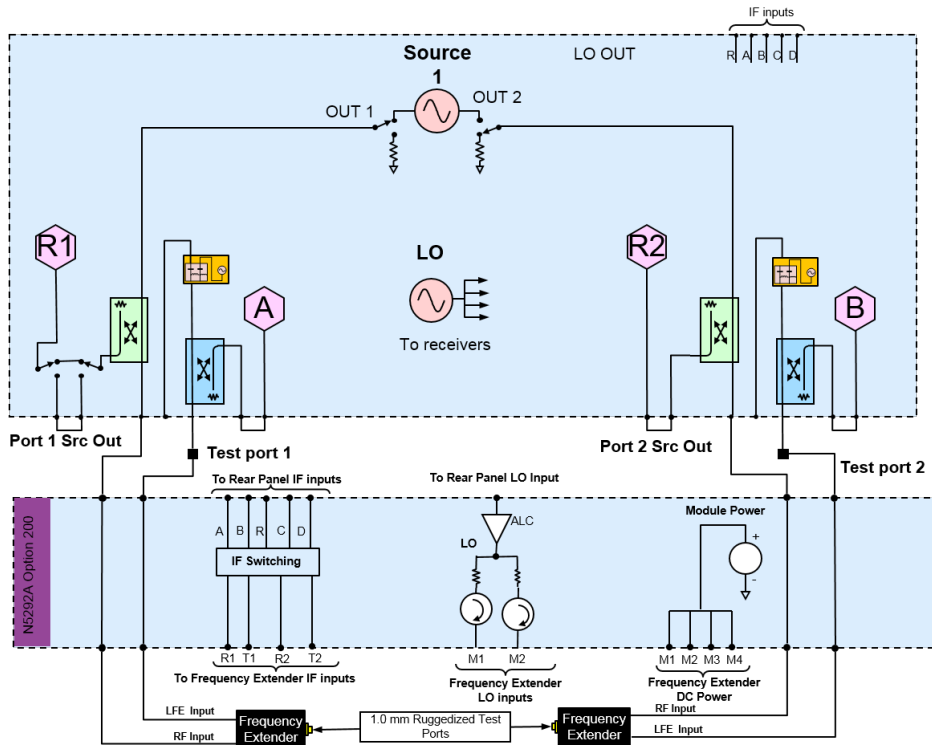 IF inputs
R A B C D
LO OUT
Source
1
OUT 1
OUT 2
R1
A
LO
To receivers
R2
B
Port 1 Src Out
Test port 1
Port 2 Src Out
Test port 2
N5292A Option 200
To Rear Panel IF inputs
A B R C D
IF Switching
R1 T1 R2 T2
To Frequency Extender IF inputs
To Rear Panel LO Input
ALC
LO
M1 M2
Frequency Extender
LO inputs
Module Power
+
-
M1 M2 M3 M4
Frequency Extender
DC Power
LFE Input
RF Input
Frequency
Extender
1.0 mm Ruggedized Test
Ports
Frequency
Extender
RF Input
LFE Input